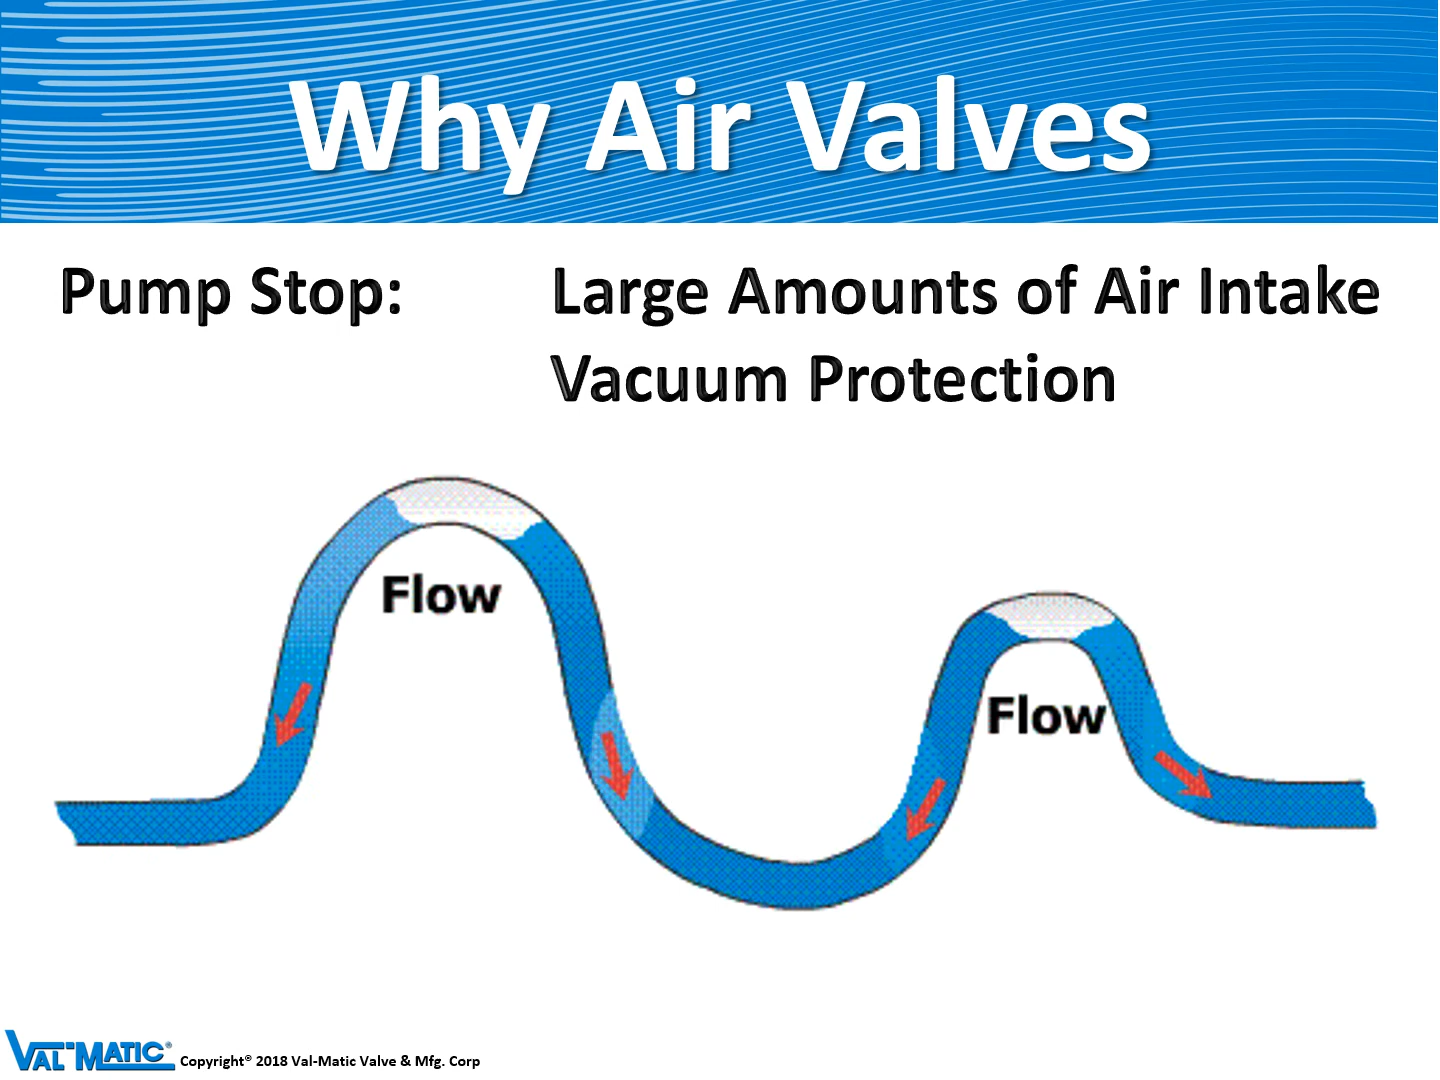 Why Air Valves
Pump Stop: Large Amounts of Air Intake
Vacuum Protection
Flow
Flow
VAL-MATIC® Copyright® 2018 Val-Matic Valve & Mfg. Corp